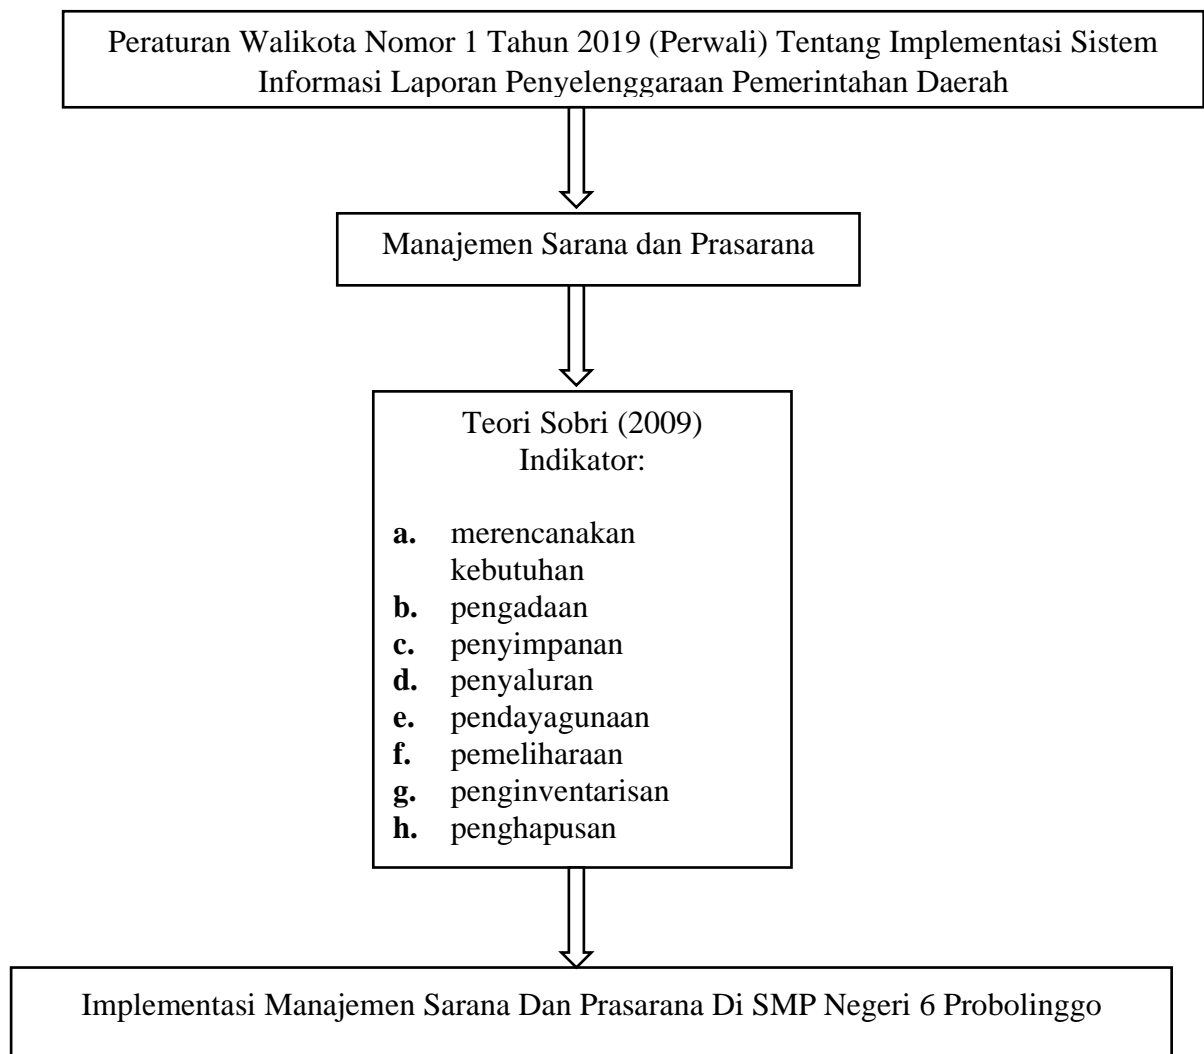 Peraturan Walikota Nomor 1 Tahun 2019 (Perwali) Tentang Implementasi Sistem
Informasi Laporan Penyelenggaraan Pemerintahan Daerah
Manajemen Sarana dan Prasarana
Teori Sobri (2009)
Indikator:
a. merencanakan
kebutuhan
b. pengadaan
c. penyimpanan
d. penyaluran
e. pendayagunaan
f. pemeliharaan
g. penginventarisan
h. penghapusan
Implementasi Manajemen Sarana Dan Prasarana Di SMP Negeri 6 Probolinggo